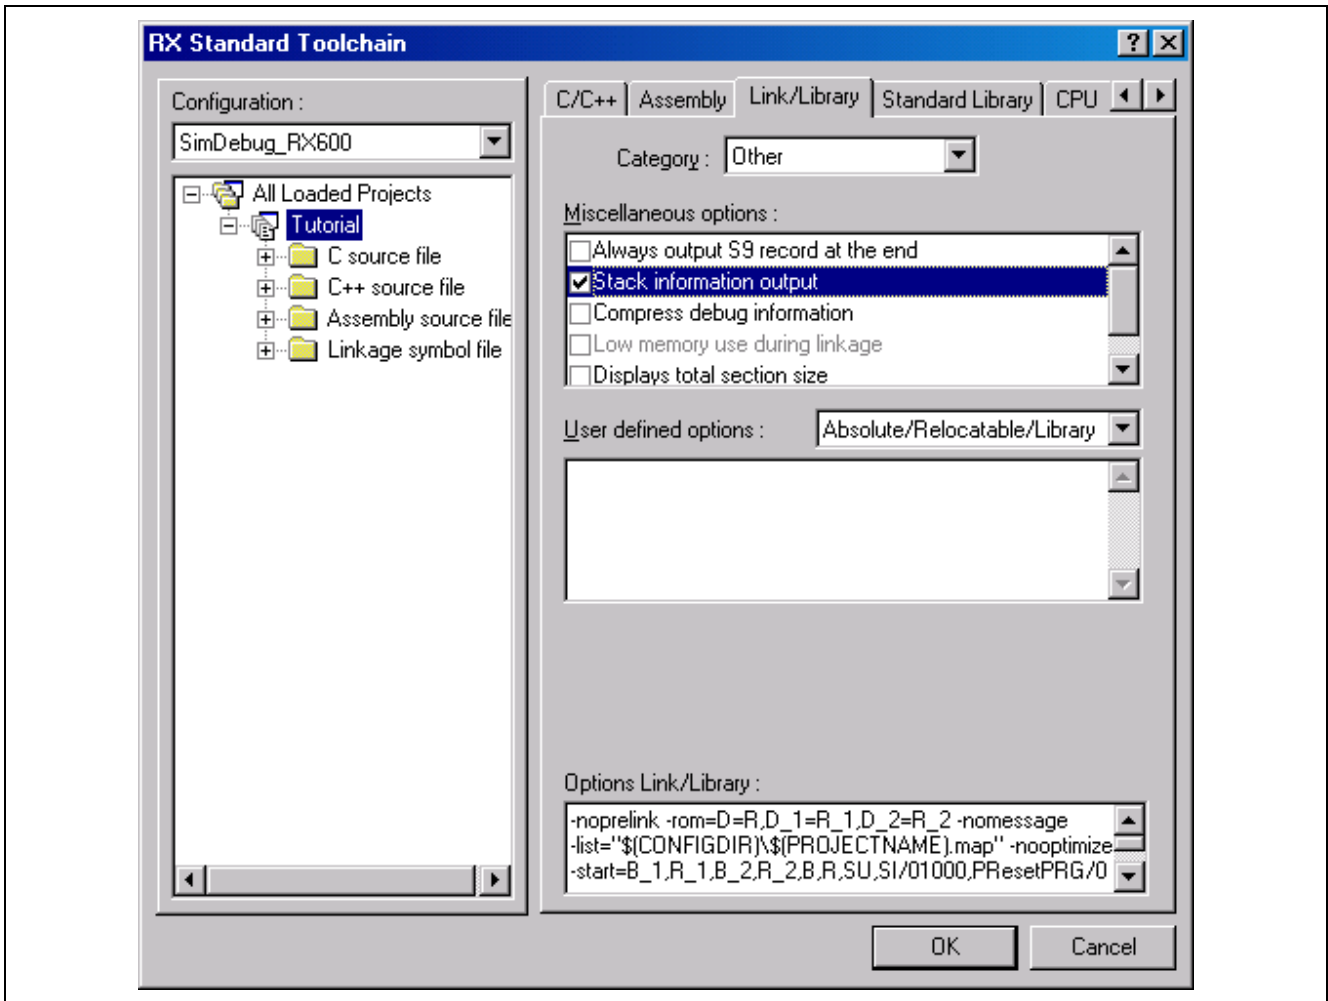 RX Standard Toolchain
Configuration :
SimDebug_RX600
All Loaded Projects
Tutorial
C source file
C++ source file
Assembly source file
Linkage symbol file
C/C++ Assembly Link/Library Standard Library CPU
Category : Other
Miscellaneous options :
Always output S9 record at the end
Stack information output
Compress debug information
Low memory use during linkage
Displays total section size
User defined options : Absolute/Relocatable/Library
Options Link/Library :
-noprelink -rom=D=R,D_1=R_1,D_2=R_2 -nomessage
-list="$(CONFIGDIR)\$(PROJECTNAME).map" -nooptimize
-start=B_1,R_1,B_2,R_2,B,R,SU,SI/01000,PResetPRG/0
OK Cancel